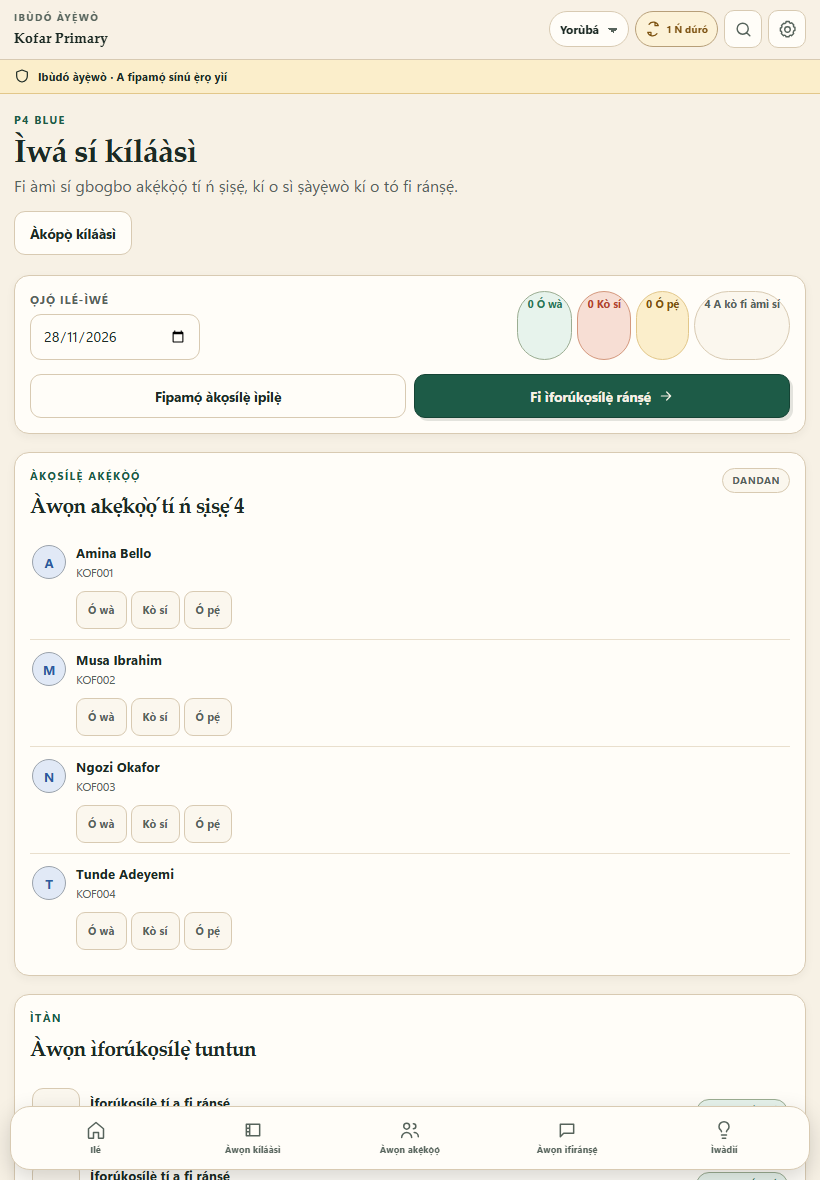 IBÙDÓ ÀYẸ̀WÒ
Kofar Primary
Yorùbá
1 Ń dúró
Ibùdó àyẹ̀wò · A fipamọ́ sínú ẹ̀rọ yìí
P4 BLUE
Ìwá sí kíláàsì
Fi àmì sí gbogbo akẹ́kọ̀ọ́ tí ń ṣiṣẹ́, kí o sì ṣàyẹ̀wò kí o tó fi ránṣẹ́.
Àkópọ̀ kíláàsì
ỌJỌ́ ILÉ-ÌWÉ
28/11/2026
0 Ó wà
0 Kò sí
0 Ó pẹ́
4 A kò fi àmì sí
Fipamọ́ àkọsílẹ̀ ìpilẹ̀
Fi ìforúkọsílẹ̀ ránṣẹ́ →
ÀKỌSÍLẸ̀ AKẸ́KỌ̀Ọ́
DANDAN
Àwọn akẹ́kọ̀ọ́ tí ń ṣiṣẹ́ 4
A
Amina Bello
KOF001
Ó wà
Kò sí
Ó pẹ́
M
Musa Ibrahim
KOF002
Ó wà
Kò sí
Ó pẹ́
N
Ngozi Okafor
KOF003
Ó wà
Kò sí
Ó pẹ́
T
Tunde Adeyemi
KOF004
Ó wà
Kò sí
Ó pẹ́
ÌTÀN
Àwọn ìforúkọsílẹ̀ tuntun
Ìforúkọsílẹ̀ tí a fi ránṣẹ́
Ilé
Àwọn kíláàsì
Àwọn akẹ́kọ̀ọ́
Àwọn ìfiránṣẹ́
Ìwàdìí
Ìforúkọsílẹ̀ tí a fi ránṣẹ́